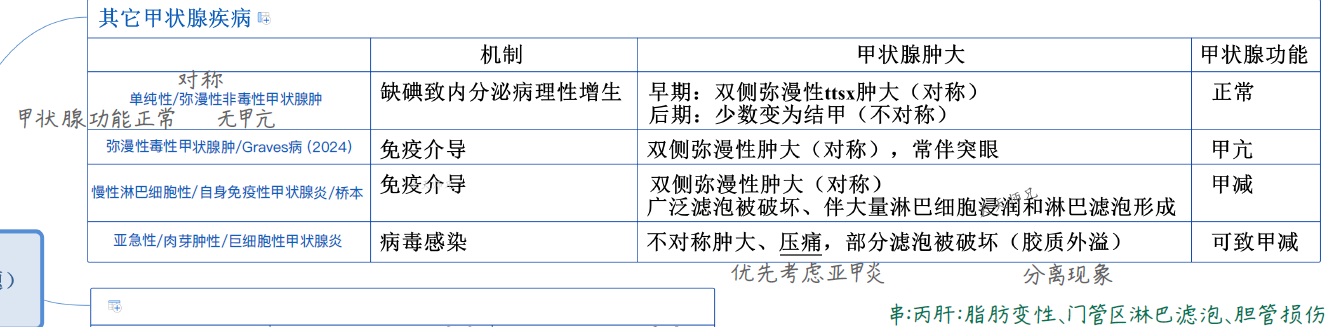 其它甲状腺疾病
机制 甲状腺肿大 甲状腺功能
对称
单纯性/弥漫性非毒性甲状腺肿 缺碘致内分泌病理性增生 早期：双侧弥漫性ttsx肿大（对称） 正常
后期：少数变为结甲（不对称）
甲状腺功能正常 无甲亢
弥漫性毒性甲状腺肿/Graves病 (2024) 免疫介导 双侧弥漫性肿大（对称），常伴突眼 甲亢
慢性淋巴细胞性/自身免疫性甲状腺炎/桥本 免疫介导 双侧弥漫性肿大（对称） 甲减
广泛滤泡被破坏、伴大量淋巴细胞浸润和淋巴滤泡形成
亚急性/肉芽肿性/巨细胞性甲状腺炎 病毒感染 不对称肿大、压痛，部分滤泡被破坏（胶质外溢） 可致甲减
优先考虑亚甲炎 分离现象
）
串:丙肝:脂肪变性、门管区淋巴滤泡、胆管损伤